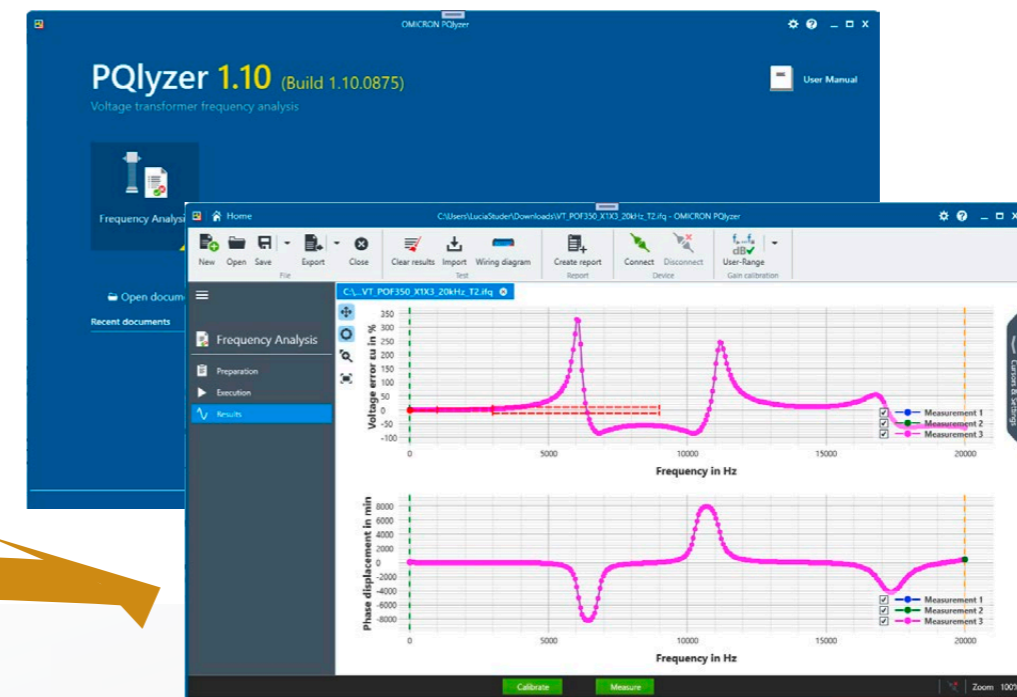 OMICRON PQlyzer
PQlyzer 1.10 (Build 1.10.0875)
Voltage transformer frequency analysis
User Manual
Frequency Analysi
Open docum
Recent documents
Home
C:\Users\LuciaStuder\Downloads\VT_POF350_X1X3_20kHz_T2.ifq - OMICRON PQlyzer
New Open Save Export Close Clear results Import Wiring diagram Create report Connect Disconnect User-Range
File Test Report Device Gain calibration
C:\...VT_POF350_X1X3_20kHz_T2.ifq
Frequency Analysis
Preparation
Execution
Results
Voltage error εu in %
350
300
250
200
150
100
50
0
-50
-100
0 5000 10000 15000 20000
Frequency in Hz
Measurement 1
Measurement 2
Measurement 3
Cursors & Settings
Phase displacement in min
8000
6000
4000
2000
0
-2000
-4000
-6000
-8000
0 5000 10000 15000 20000
Frequency in Hz
Measurement 1
Measurement 2
Measurement 3
Calibrate Measure
Zoom 100%